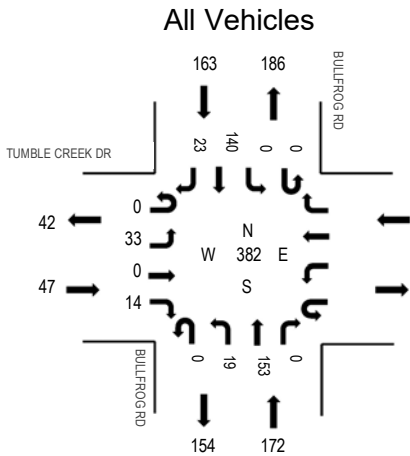 All Vehicles
163
186
BULLFROG RD
23
140
0
0
TUMBLE CREEK DR
0
42
33
N
W
382
E
0
47
S
14
BULLFROG RD
0
19
153
0
154
172